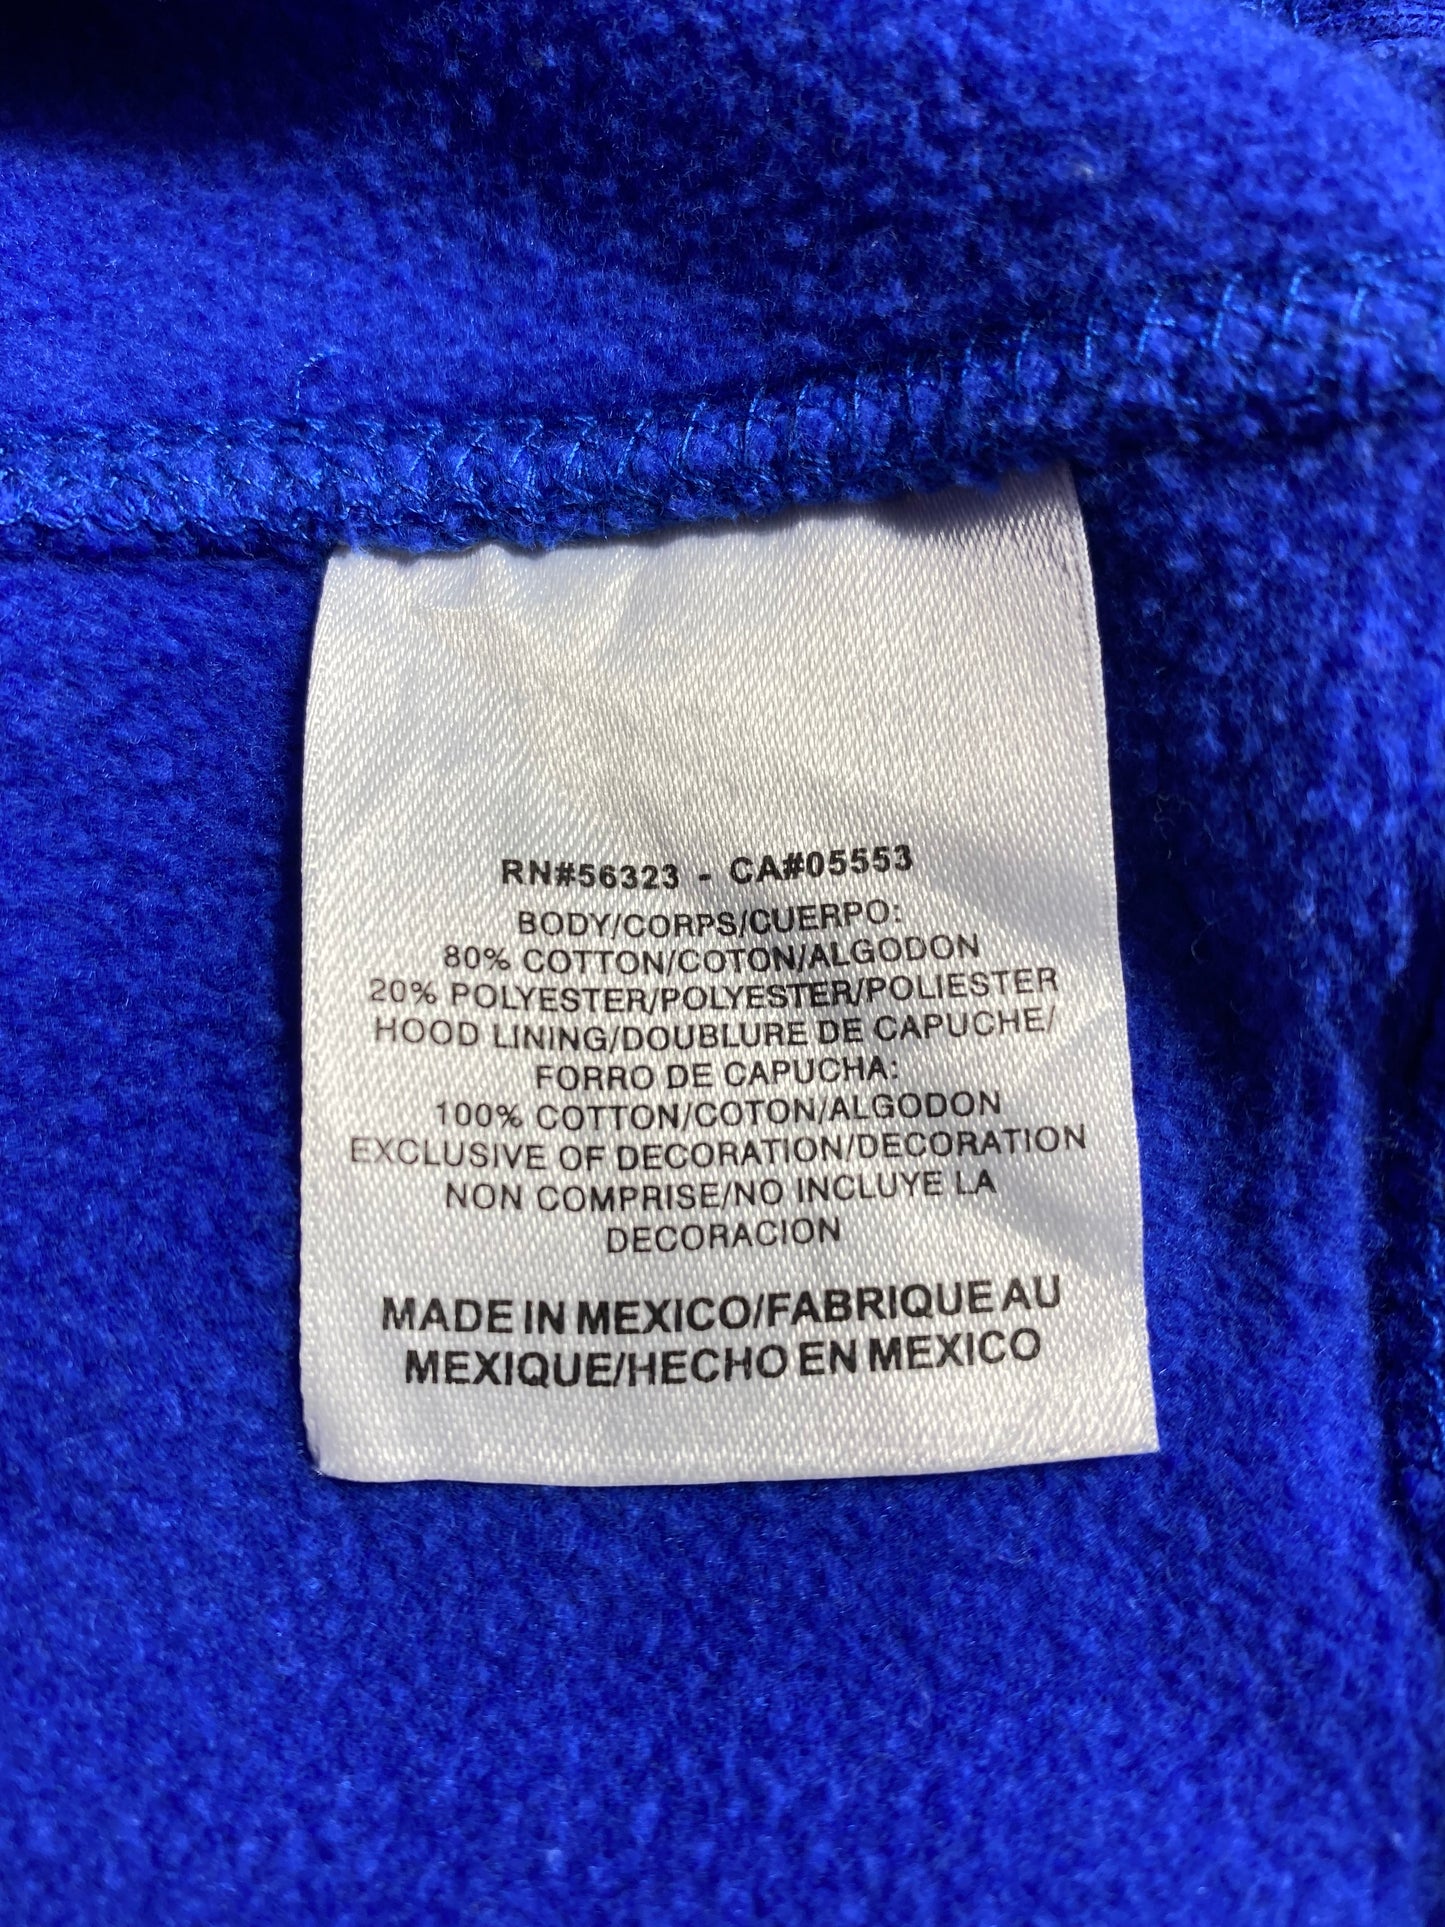 RN#56323 - CA#05553
BODY/CORPS/CUERPO:
80% COTTON/COTON/ALGODON
20% POLYESTER/POLYESTER/POLIESTER
HOOD LINING/DOUBLURE DE CAPUCHE/
FORRO DE CAPUCHA:
100% COTTON/COTON/ALGODON
EXCLUSIVE OF DECORATION/DECORATION
NON COMPRISE/NO INCLUYE LA
DECORACION
MADE IN MEXICO/FABRIQUE AU
MEXIQUE/HECHO EN MEXICO